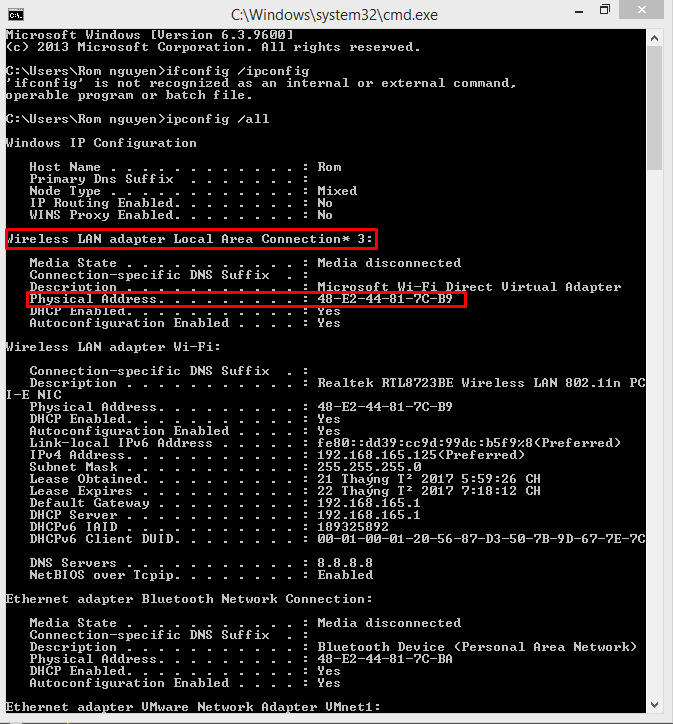 C:\Windows\system32\cmd.exe
Microsoft Windows [Version 6.3.9600]
(c) 2013 Microsoft Corporation. All rights reserved.
C:\Users\Rom nguyen>ifconfig /ipconfig
'ifconfig' is not recognized as an internal or external command,
operable program or batch file.
C:\Users\Rom nguyen>ipconfig /all
Windows IP Configuration
Host Name . . . . . . . . . . . . : Rom
Primary Dns Suffix  . . . . . . . :
Node Type . . . . . . . . . . . . : Mixed
IP Routing Enabled. . . . . . . . : No
WINS Proxy Enabled. . . . . . . . : No
Wireless LAN adapter Local Area Connection* 3:
Media State . . . . . . . . . . . : Media disconnected
Connection-specific DNS Suffix  . :
Description . . . . . . . . . . . : Microsoft Wi-Fi Direct Virtual Adapter
Physical Address. . . . . . . . . : 48-E2-44-81-7C-B9
DHCP Enabled. . . . . . . . . . . : Yes
Autoconfiguration Enabled . . . . : Yes
Wireless LAN adapter Wi-Fi:
Connection-specific DNS Suffix  . :
Description . . . . . . . . . . . : Realtek RTL8723BE Wireless LAN 802.11n PC
I-E NIC
Physical Address. . . . . . . . . : 48-E2-44-81-7C-B9
DHCP Enabled. . . . . . . . . . . : Yes
Autoconfiguration Enabled . . . . : Yes
Link-local IPv6 Address . . . . . : fe80::dd39:cc9d:99dc:b5f9%8(Preferred)
IPv4 Address. . . . . . . . . . . : 192.168.165.125(Preferred)
Subnet Mask . . . . . . . . . . . : 255.255.255.0
Lease Obtained. . . . . . . . . . : 21 Thaýng T² 2017 5:59:26 CH
Lease Expires . . . . . . . . . . : 22 Thaýng T² 2017 7:18:12 CH
Default Gateway . . . . . . . . . : 192.168.165.1
DHCP Server . . . . . . . . . . . : 192.168.165.1
DHCPv6 IAID . . . . . . . . . . . : 189325892
DHCPv6 Client DUID. . . . . . . . : 00-01-00-01-20-56-87-D3-50-7B-9D-67-7E-7C
DNS Servers . . . . . . . . . . . : 8.8.8.8
NetBIOS over Tcpip. . . . . . . . : Enabled
Ethernet adapter Bluetooth Network Connection:
Media State . . . . . . . . . . . : Media disconnected
Connection-specific DNS Suffix  . :
Description . . . . . . . . . . . : Bluetooth Device (Personal Area Network)
Physical Address. . . . . . . . . : 48-E2-44-81-7C-BA
DHCP Enabled. . . . . . . . . . . : Yes
Autoconfiguration Enabled . . . . : Yes
Ethernet adapter VMware Network Adapter VMnet1: